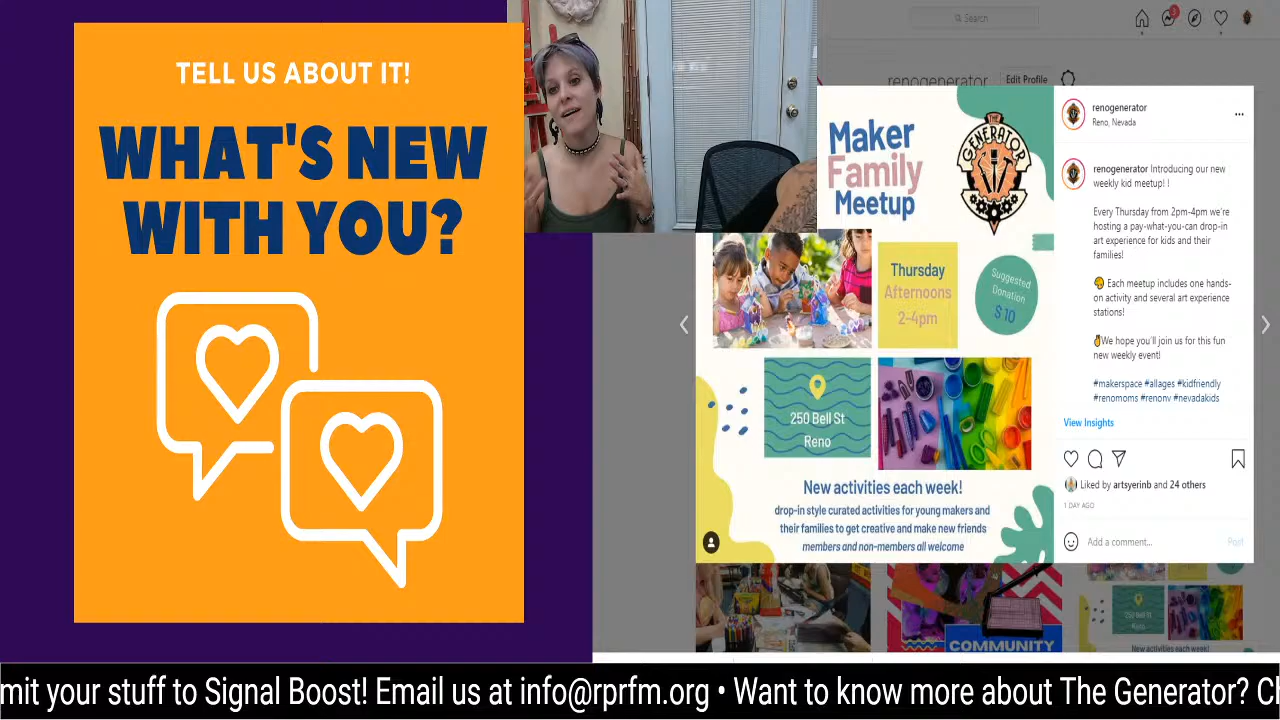 TELL US ABOUT IT!
WHAT'S NEW
WITH YOU?
Search
3
renogenerator
Edit Profile
Maker
Family
Meetup
THE
GENERATOR
Thursday
Afternoons
2-4pm
Suggested
Donation
$10
250 Bell St
Reno
New activities each week!
drop-in style curated activities for young makers and
their families to get creative and make new friends
members and non-members all welcome
renogenerator
Reno, Nevada
renogenerator Introducing our new
weekly kid meetup! !
Every Thursday from 2pm-4pm we're
hosting a pay-what-you-can drop-in
art experience for kids and their
families!
Each meetup includes one hands-
on activity and several art experience
stations!
We hope you'll join us for this fun
new weekly event!
#makerspace #allages #kidfriendly
#renomoms #renonv #nevadakids
View Insights
Liked by artsyerinb and 24 others
1 DAY AGO
Add a comment...
Post
COMMUNITY
250 Bell St
Reno
New activities each week!
mit your stuff to Signal Boost! Email us at info@rprfm.org • Want to know more about The Generator? Ch